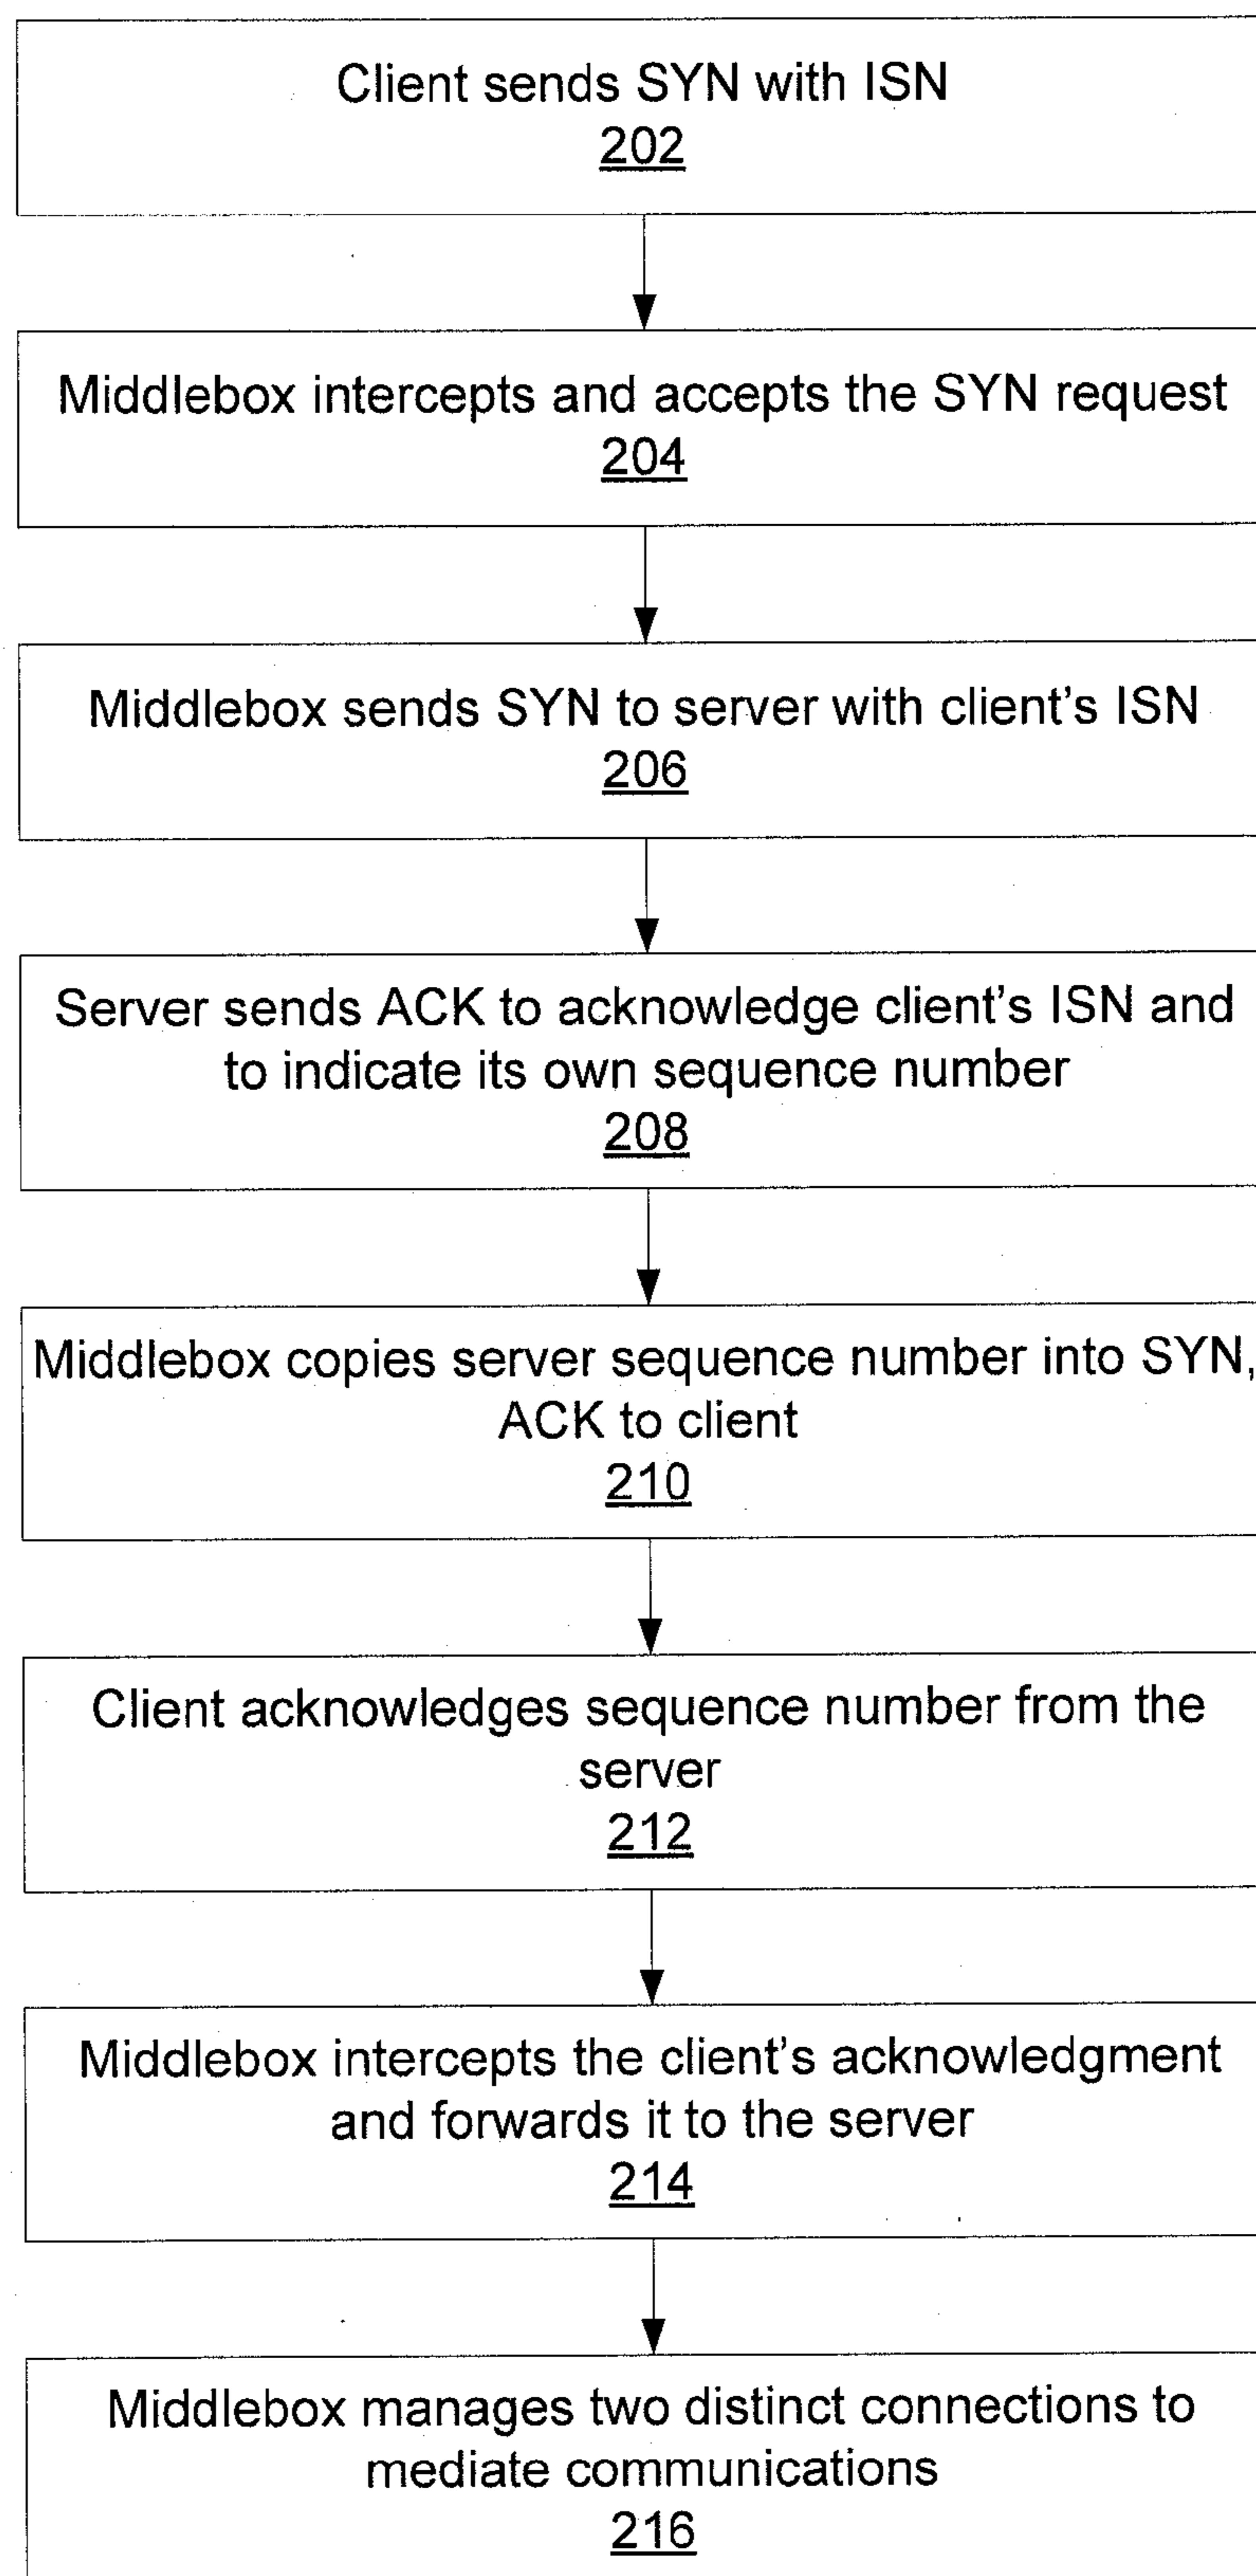 Client sends SYN with ISN
202
Middlebox intercepts and accepts the SYN request
204
Middlebox sends SYN to server with client's ISN
206
Server sends ACK to acknowledge client's ISN and
to indicate its own sequence number
208
Middlebox copies server sequence number into SYN,
ACK to client
210
Client acknowledges sequence number from the
server
212
Middlebox intercepts the client's acknowledgment
and forwards it to the server
214
Middlebox manages two distinct connections to
mediate communications
216